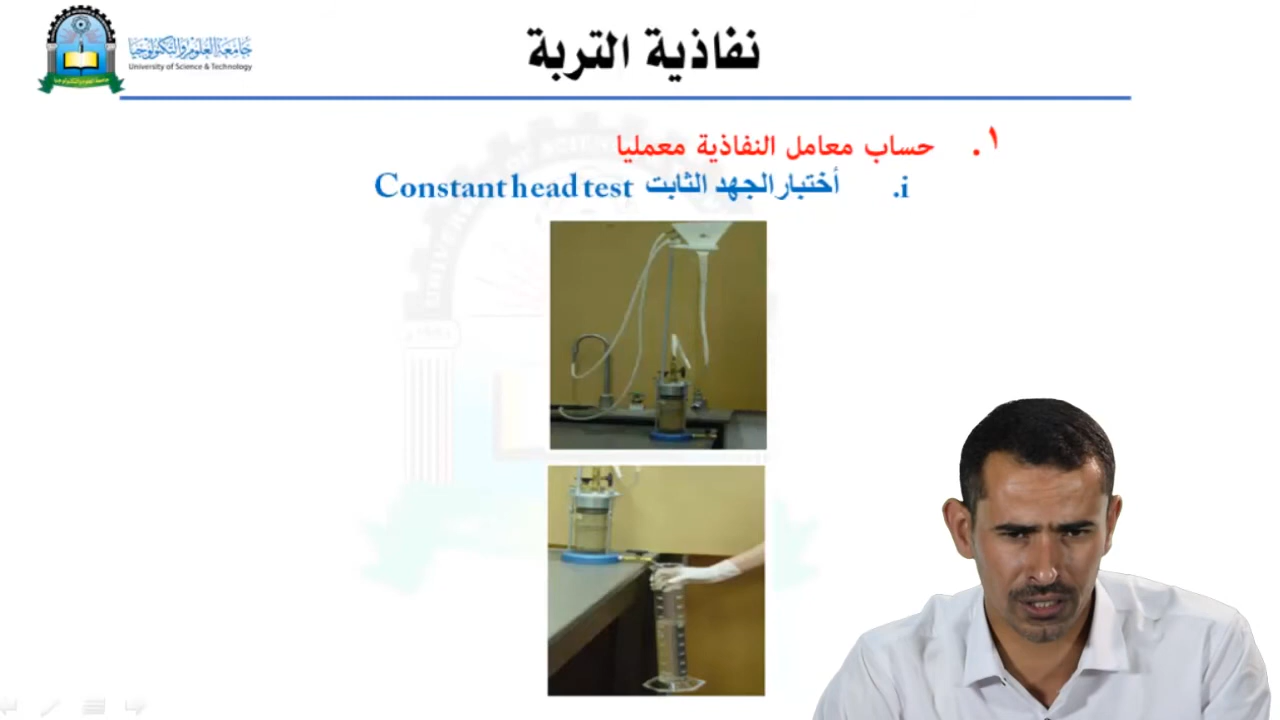 جامعة العلوم والتكنولوجيا
University of Science & Technology
نفاذية التربة
١. حساب معامل النفاذية معمليا
i. أختبار الجهد الثابت Constant head test